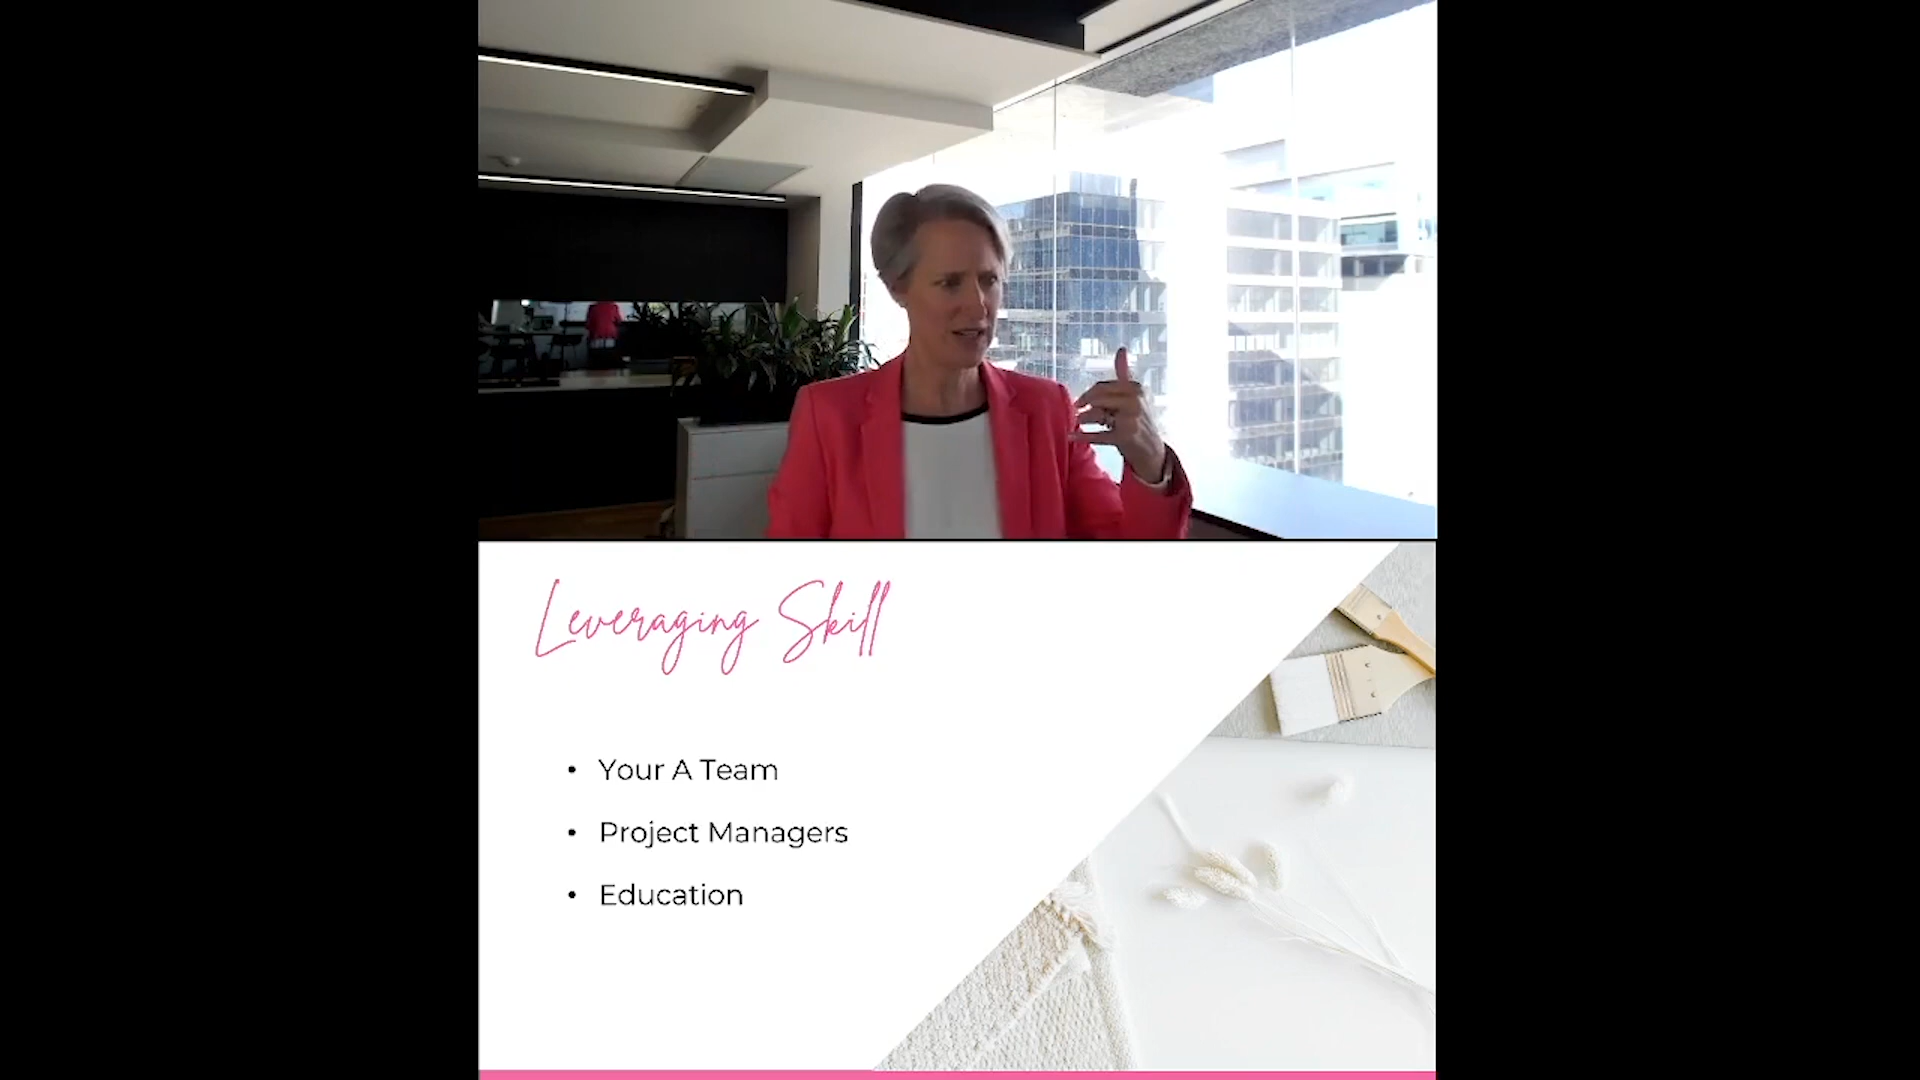 Leveraging Skill
• Your A Team
• Project Managers
• Education